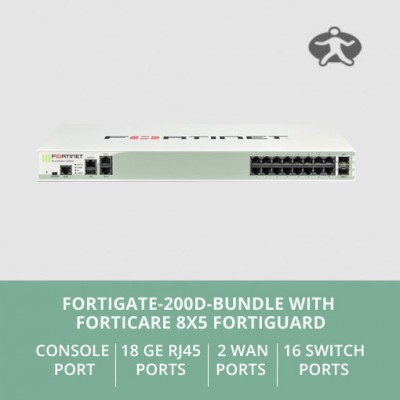 FORTINET
FORTINET
FORTIGATE-200D-BUNDLE WITH
FORTICARE 8X5 FORTIGUARD
CONSOLE
PORT
18 GE RJ45
PORTS
2 WAN
PORTS
16 SWITCH
PORTS